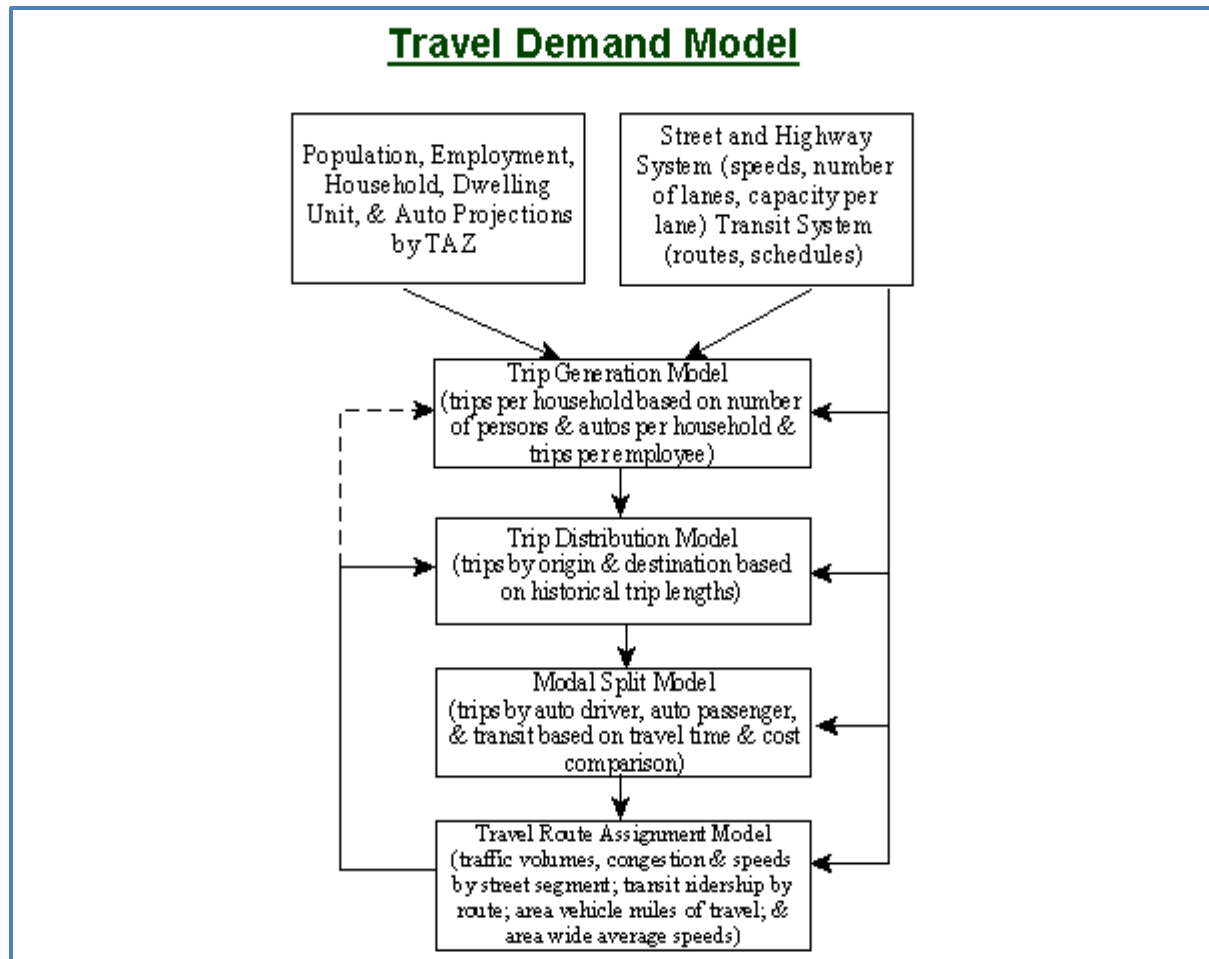 Travel Demand Model
Population, Employment,
Household, Dwelling
Unit, & Auto Projections
by TAZ
Street and Highway
System (speeds, number
of lanes, capacity per
lane) Transit System
(routes, schedules)
Trip Generation Model
(trips per household based on number
of persons & autos per household &
trips per employee)
Trip Distribution Model
(trips by origin & destination based
on historical trip lengths)
Modal Split Model
(trips by auto driver, auto passenger,
& transit based on travel time & cost
comparison)
Travel Route Assignment Model
(traffic volumes, congestion & speeds
by street segment; transit ridership by
route; area vehicle miles of travel; &
area wide average speeds)